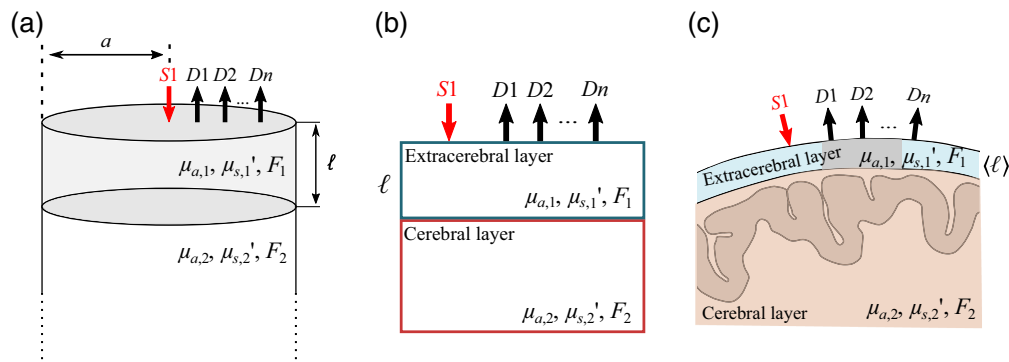 (a)
a
S1
D1 D2 ... Dn
μa,1, μs,1', F1
ℓ
μa,2, μs,2', F2
(b)
S1
D1 D2 ... Dn
Extracerebral layer
ℓ
μa,1, μs,1', F1
Cerebral layer
μa,2, μs,2', F2
(c)
S1
D1 D2 ... Dn
Extracerebral layer
μa,1, μs,1', F1
⟨ℓ⟩
Cerebral layer
μa,2, μs,2', F2